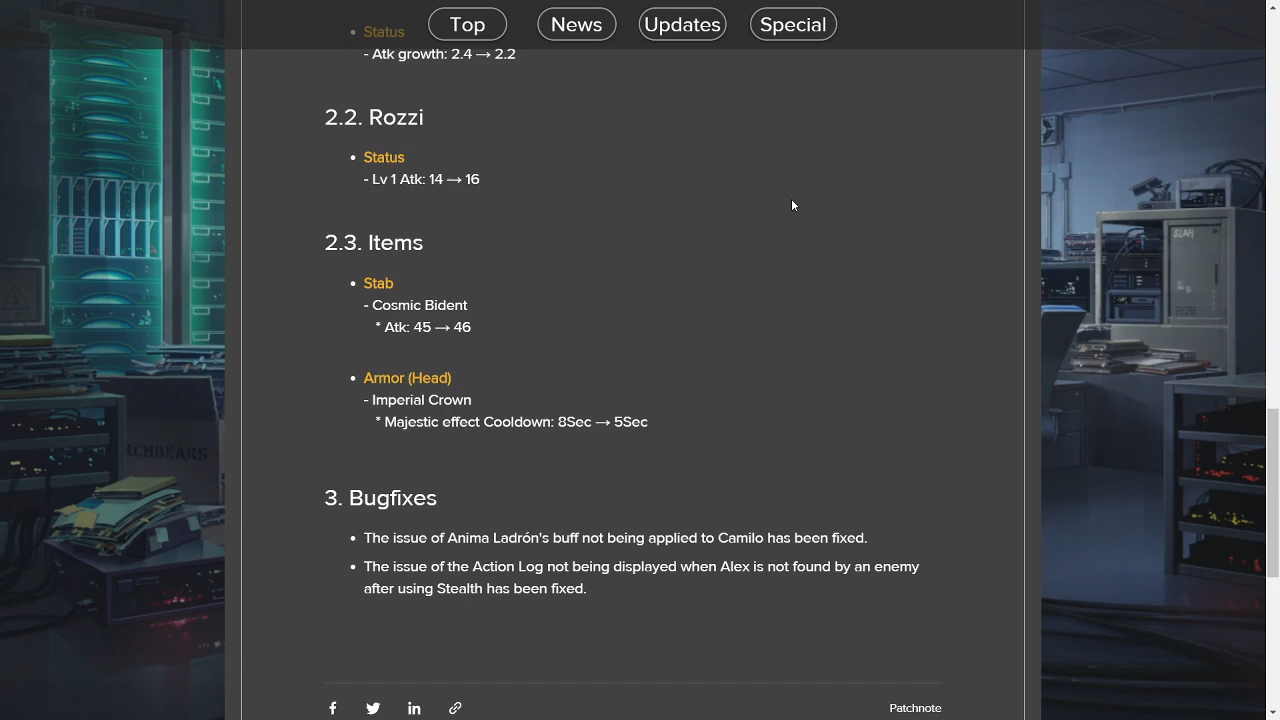 Top News Updates Special
• Status
- Atk growth: 2.4 → 2.2
2.2. Rozzi
• Status
- Lv 1 Atk: 14 → 16
2.3. Items
• Stab
- Cosmic Bident
* Atk: 45 → 46
• Armor (Head)
- Imperial Crown
* Majestic effect Cooldown: 8Sec → 5Sec
RCHBEARS
3. Bugfixes
• The issue of Anima Ladrón's buff not being applied to Camilo has been fixed.
• The issue of the Action Log not being displayed when Alex is not found by an enemy
after using Stealth has been fixed.
Patchnote